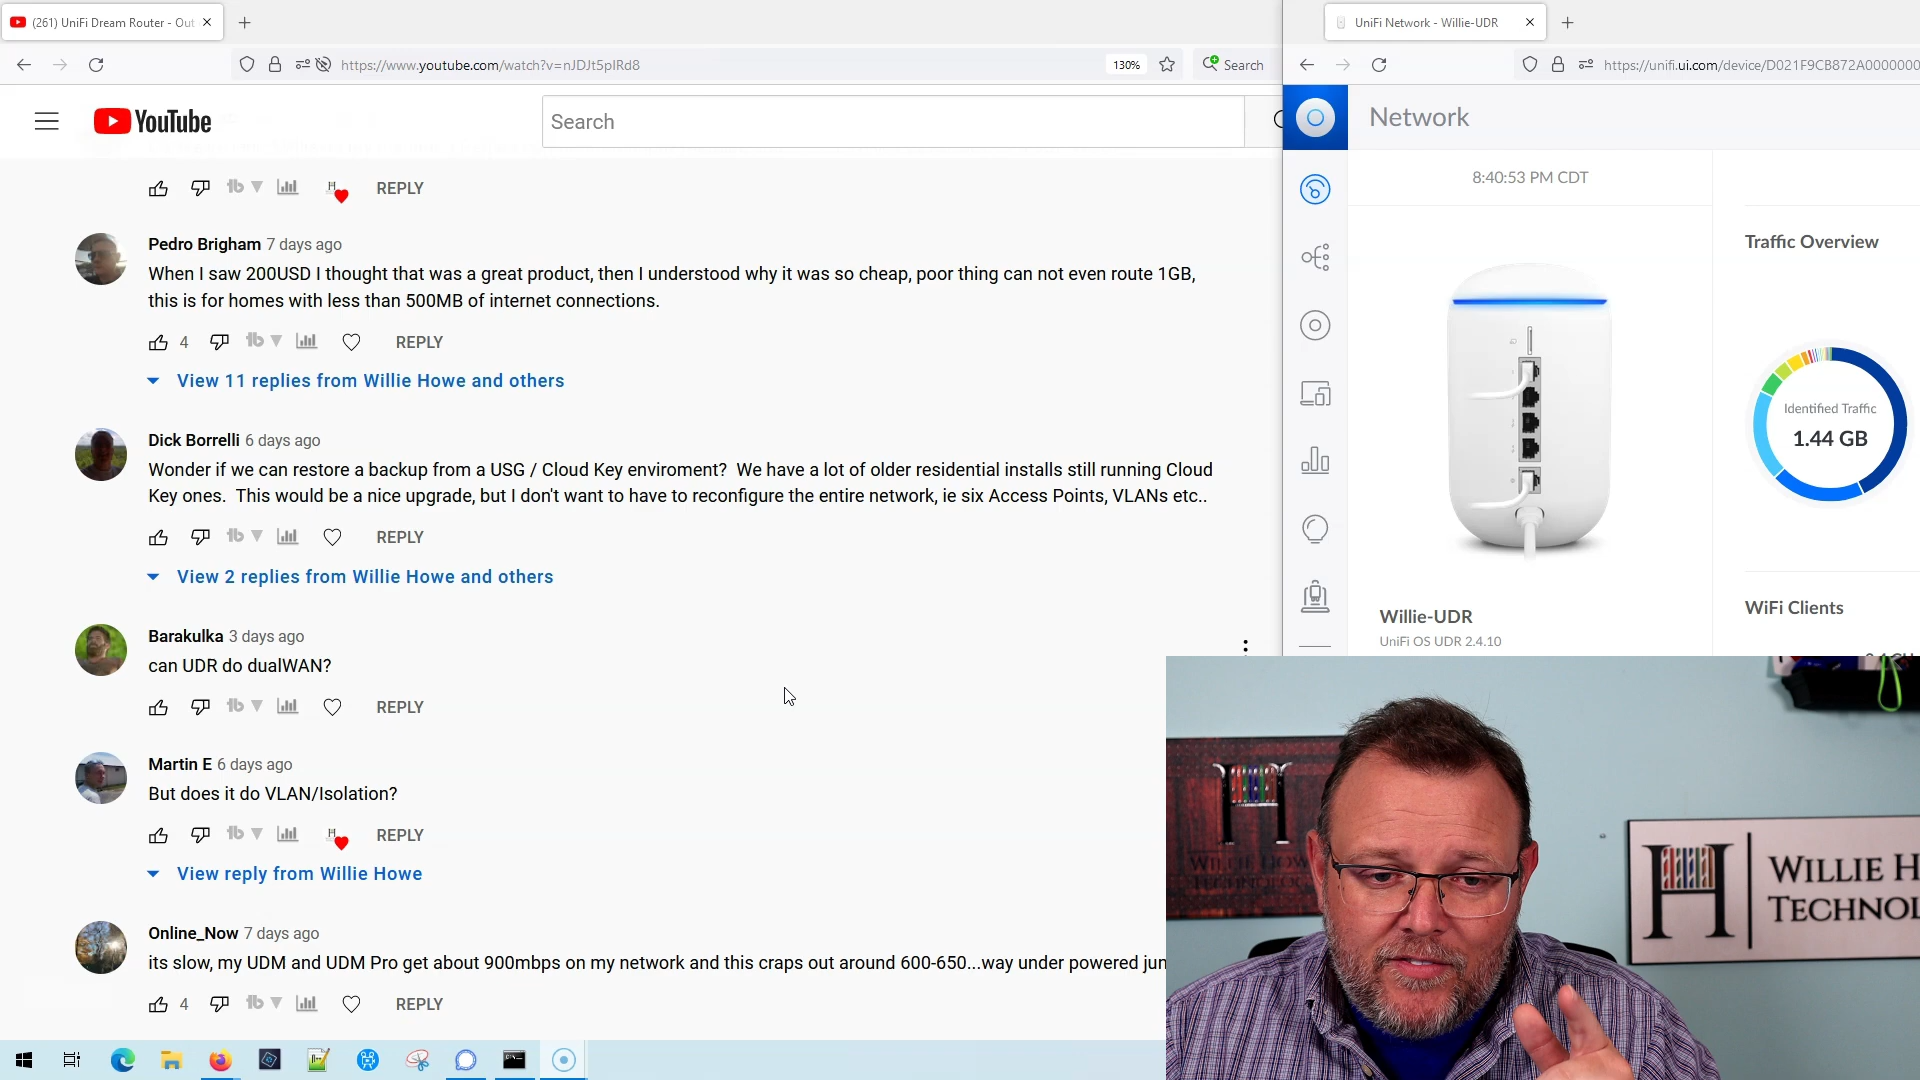 (261) UniFi Dream Router - Out
UniFi Network - Willie-UDR
https://www.youtube.com/watch?v=nJDJt5pIRd8
130%
Search
https://unifi.ui.com/device/D021F9CB872A0000000
YouTube
Search
Network
REPLY
8:40:53 PM CDT
Pedro Brigham 7 days ago
When I saw 200USD I thought that was a great product, then I understood why it was so cheap, poor thing can not even route 1GB,
this is for homes with less than 500MB of internet connections.
4
REPLY
View 11 replies from Willie Howe and others
Traffic Overview
Identified Traffic
1.44 GB
Dick Borrelli 6 days ago
Wonder if we can restore a backup from a USG / Cloud Key enviroment?  We have a lot of older residential installs still running Cloud
Key ones.  This would be a nice upgrade, but I don't want to have to reconfigure the entire network, ie six Access Points, VLANs etc..
REPLY
View 2 replies from Willie Howe and others
Willie-UDR
UniFi OS UDR 2.4.10
WiFi Clients
Barakulka 3 days ago
can UDR do dualWAN?
REPLY
Martin E 6 days ago
But does it do VLAN/Isolation?
REPLY
View reply from Willie Howe
Online_Now 7 days ago
its slow, my UDM and UDM Pro get about 900mbps on my network and this craps out around 600-650...way under powered jun
4
REPLY
WILLIE HOW
TECHNOLOG
H
WILLIE H
TECHNOL